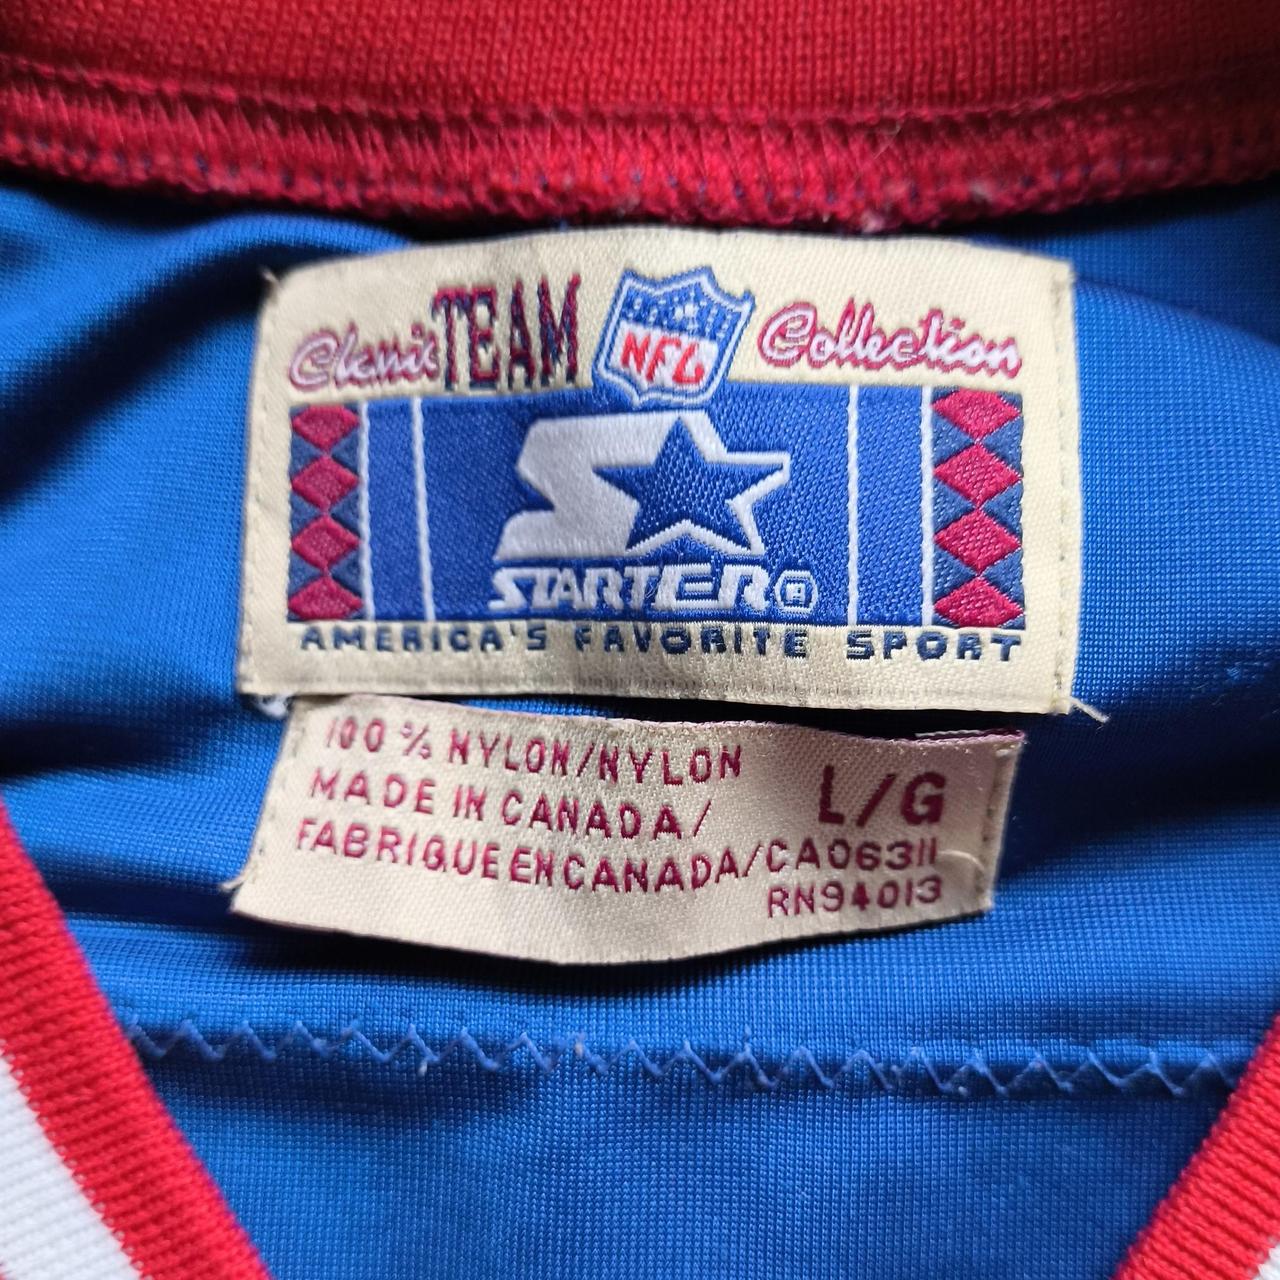 Classic TEAM NFL Collection
STARTER®
AMERICA'S FAVORITE SPORT
100% NYLON/NYLON
MADE IN CANADA/ L/G
FABRIQUE EN CANADA/CA06311
RN94013